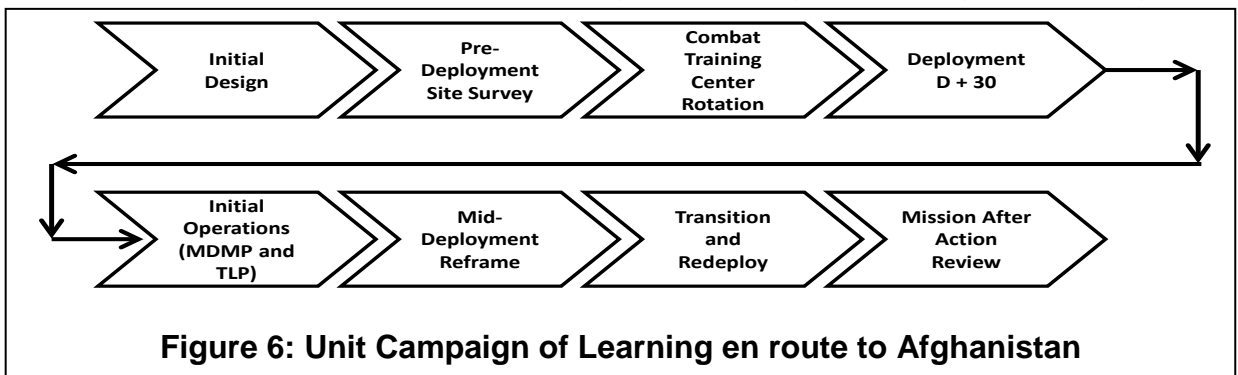 Initial
Design
Pre-
Deployment
Site Survey
Combat
Training
Center
Rotation
Deployment
D + 30
Initial
Operations
(MDMP and
TLP)
Mid-
Deployment
Reframe
Transition
and
Redeploy
Mission After
Action
Review
Figure 6: Unit Campaign of Learning en route to Afghanistan